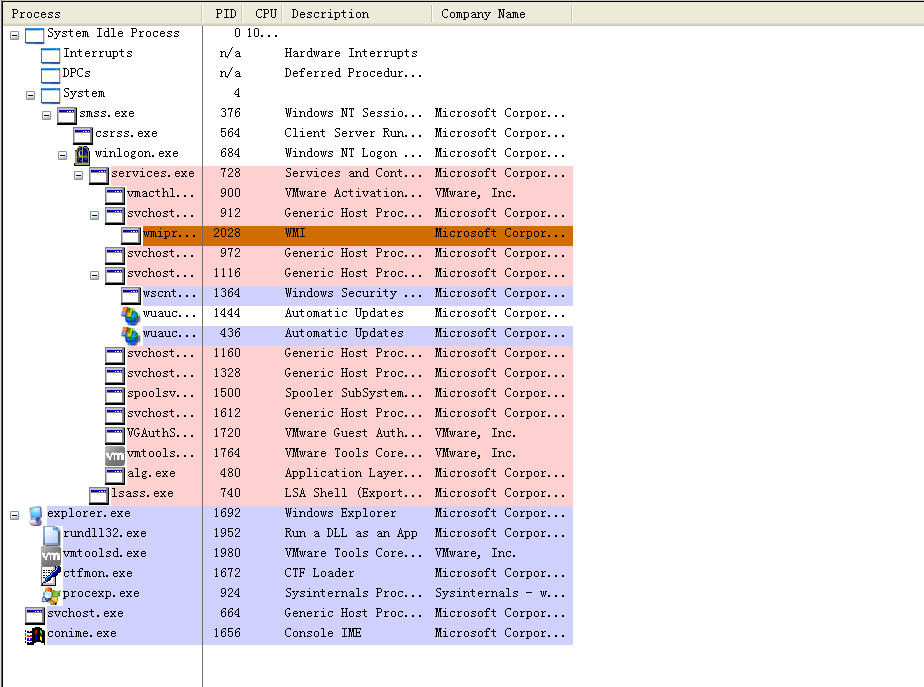 Process PID CPU Description Company Name
System Idle Process 0 10...
Interrupts n/a Hardware Interrupts
DPCs n/a Deferred Procedur...
System 4
smss.exe 376 Windows NT Sessio... Microsoft Corpor...
csrss.exe 564 Client Server Run... Microsoft Corpor...
winlogon.exe 684 Windows NT Logon ... Microsoft Corpor...
services.exe 728 Services and Cont... Microsoft Corpor...
vmacthl... 900 VMware Activation... VMware, Inc.
svchost... 912 Generic Host Proc... Microsoft Corpor...
wmipr... 2028 WMI Microsoft Corpor...
svchost... 972 Generic Host Proc... Microsoft Corpor...
svchost... 1116 Generic Host Proc... Microsoft Corpor...
wscnt... 1364 Windows Security ... Microsoft Corpor...
wuauc... 1444 Automatic Updates Microsoft Corpor...
wuauc... 436 Automatic Updates Microsoft Corpor...
svchost... 1160 Generic Host Proc... Microsoft Corpor...
svchost... 1328 Generic Host Proc... Microsoft Corpor...
spoolsv... 1500 Spooler SubSystem... Microsoft Corpor...
svchost... 1612 Generic Host Proc... Microsoft Corpor...
VGAuthS... 1720 VMware Guest Auth... VMware, Inc.
vm vmtools... 1764 VMware Tools Core... VMware, Inc.
alg.exe 480 Application Layer... Microsoft Corpor...
lsass.exe 740 LSA Shell (Export... Microsoft Corpor...
explorer.exe 1692 Windows Explorer Microsoft Corpor...
rundll32.exe 1952 Run a DLL as an App Microsoft Corpor...
vm vmtoolsd.exe 1980 VMware Tools Core... VMware, Inc.
ctfmon.exe 1672 CTF Loader Microsoft Corpor...
procexp.exe 924 Sysinternals Proc... Sysinternals - w...
svchost.exe 664 Generic Host Proc... Microsoft Corpor...
conime.exe 1656 Console IME Microsoft Corpor...